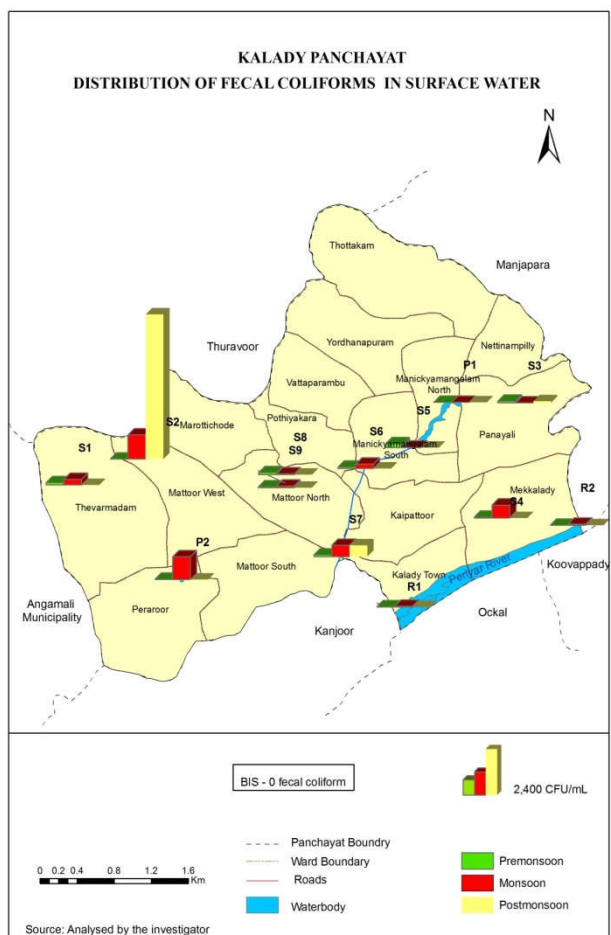 KALADY PANCHAYAT
DISTRIBUTION OF FECAL COLIFORMS IN SURFACE WATER
N
Thottakam
Manjapara
Nettinampilly
Yordhanapuram
Thuravoor
P1
S3
Vattaparambu
Manickyamangalam
North
S2
Marottichode
Pothiyakara
S6
S5
S1
S8
Manickyamangalam
South
Panayali
S9
Mattoor West
Mattoor North
Mekkalady
R2
Thevarmadam
S4
S7
Kaipattoor
P2
Mattoor South
Kalady Town
Periyar River
Koovappady
R1
Angamali
Municipality
Peraroor
Kanjoor
Ockal
BIS - 0 fecal coliform
2,400 CFU/mL
Panchayat Boundry
Ward Boundary
Roads
Waterbody
Premonsoon
Monsoon
Postmonsoon
0 0.2 0.4 0.8 1.2 1.6
Km
Source: Analysed by the investigator